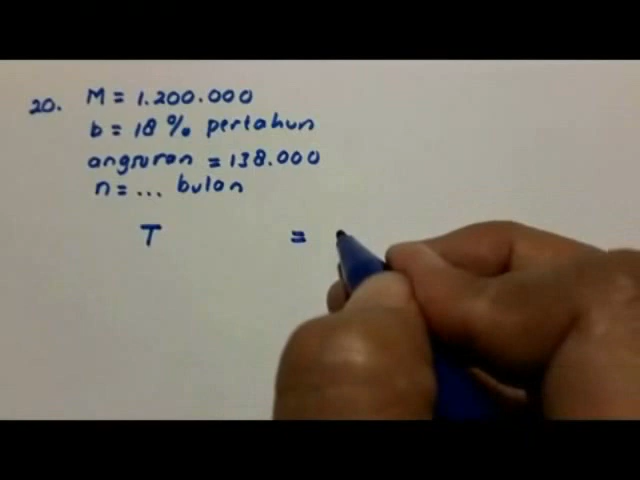 20. M = 1.200.000
b = 18% pertahun
angsuran = 138.000
n = ... bulan
T =